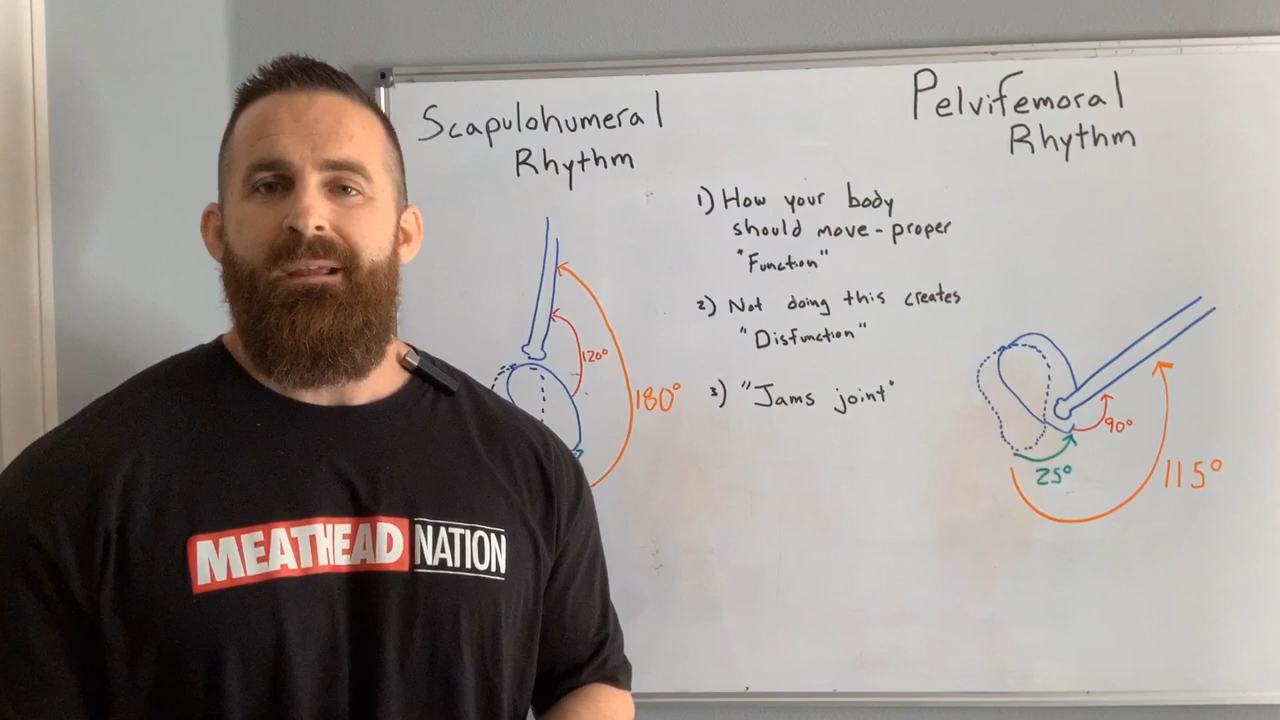 Scapulohumeral
Rhythm
120°
180°
1) How your body
should move - proper
"Function"
2) Not doing this creates
"Disfunction"
3) "Jams joint"
Pelvifemoral
Rhythm
90°
25°
115°
MEATHEAD NATION